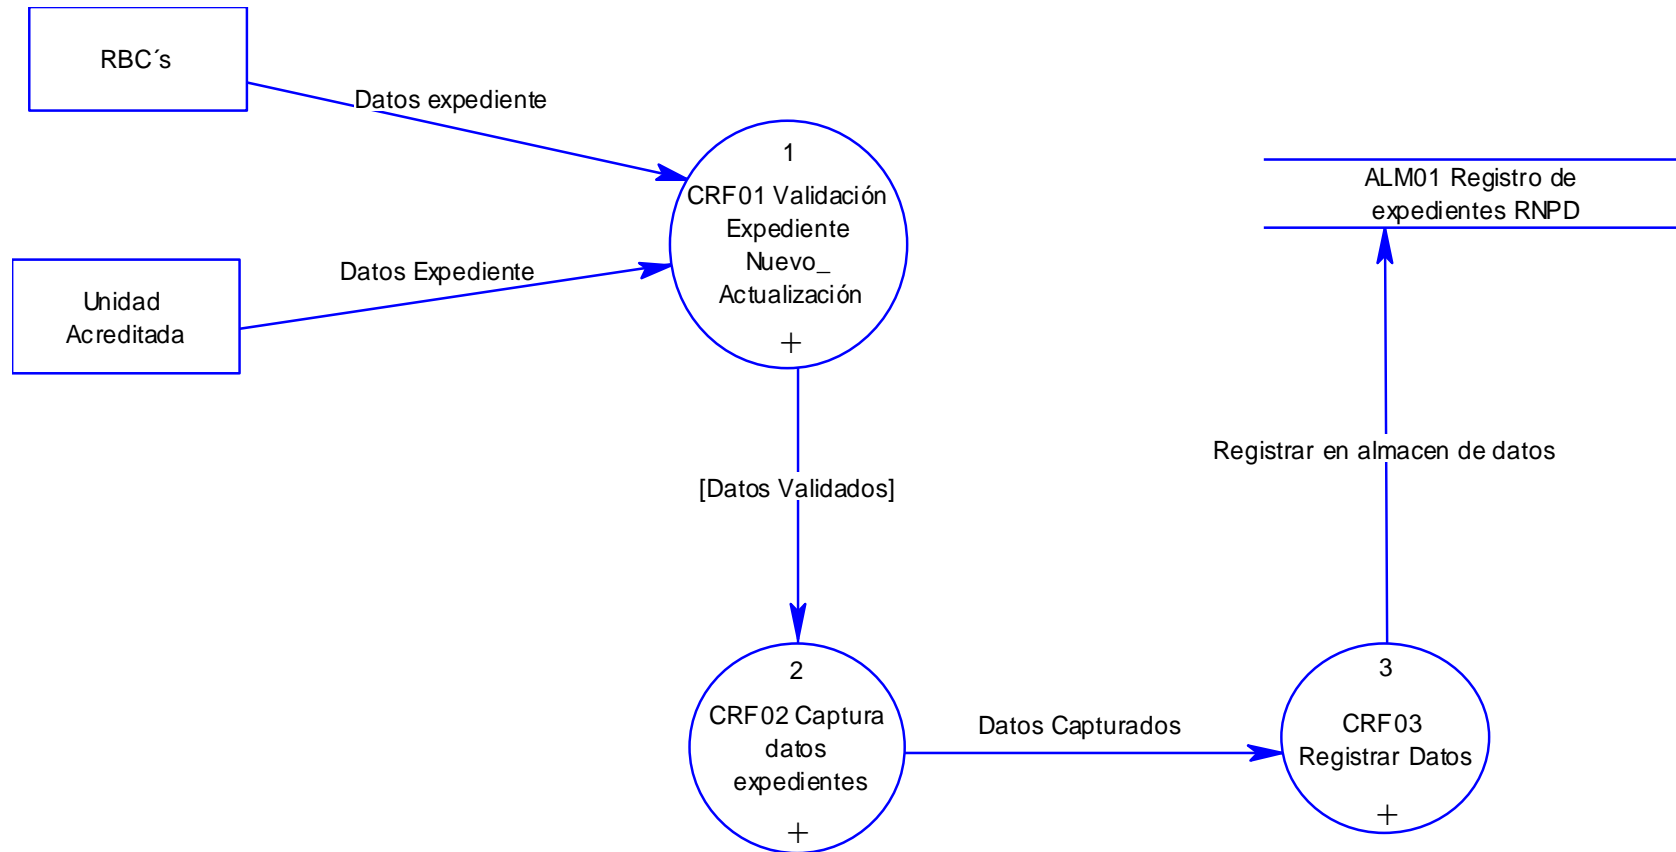 RBC´s
Datos expediente
1
CRF01 Validación
Expediente
Nuevo_
Actualización
+
ALM01 Registro de
expedientes RNPD
Datos Expediente
Unidad
Acreditada
[Datos Validados]
Registrar en almacen de datos
2
CRF02 Captura
datos
expedientes
+
Datos Capturados
3
CRF03
Registrar Datos
+